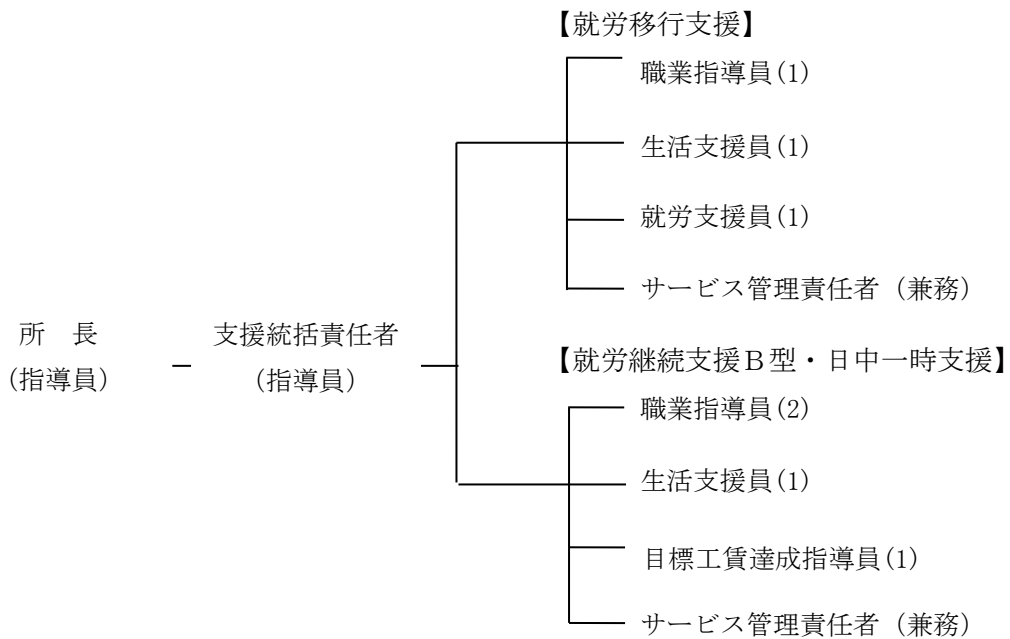 【就労移行支援】
職業指導員(1)
生活支援員(1)
就労支援員(1)
サービス管理責任者（兼務）
所　長
（指導員）
支援統括責任者
（指導員）
【就労継続支援Ｂ型・日中一時支援】
職業指導員(2)
生活支援員(1)
目標工賃達成指導員(1)
サービス管理責任者（兼務）